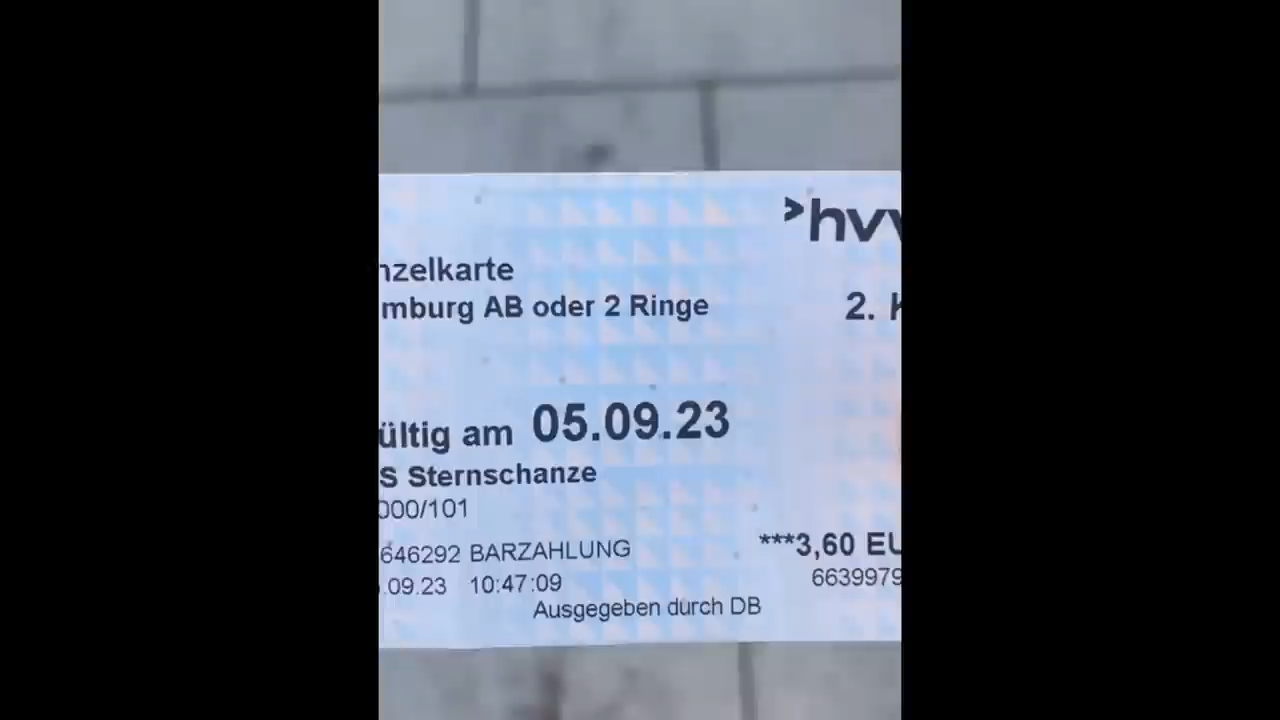 >hvv
nzelkarte
mburg AB oder 2 Ringe
2. K
ültig am 05.09.23
S Sternschanze
000/101
646292 BARZAHLUNG
***3,60 EU
.09.23 10:47:09
6639979
Ausgegeben durch DB